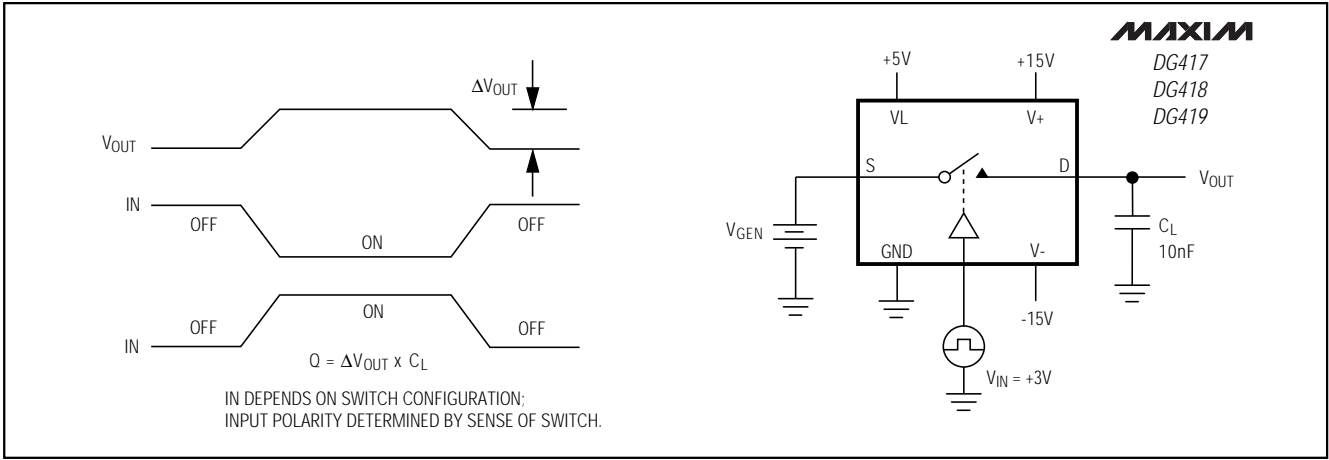 ΔVOUT
VOUT
IN
OFF
ON
OFF
IN
OFF
ON
OFF
Q = ΔVOUT x CL
IN DEPENDS ON SWITCH CONFIGURATION;
INPUT POLARITY DETERMINED BY SENSE OF SWITCH.
MAXIM
DG417
DG418
DG419
+5V
+15V
VL
V+
S
D
VOUT
VGEN
CL
10nF
GND
V-
-15V
VIN = +3V